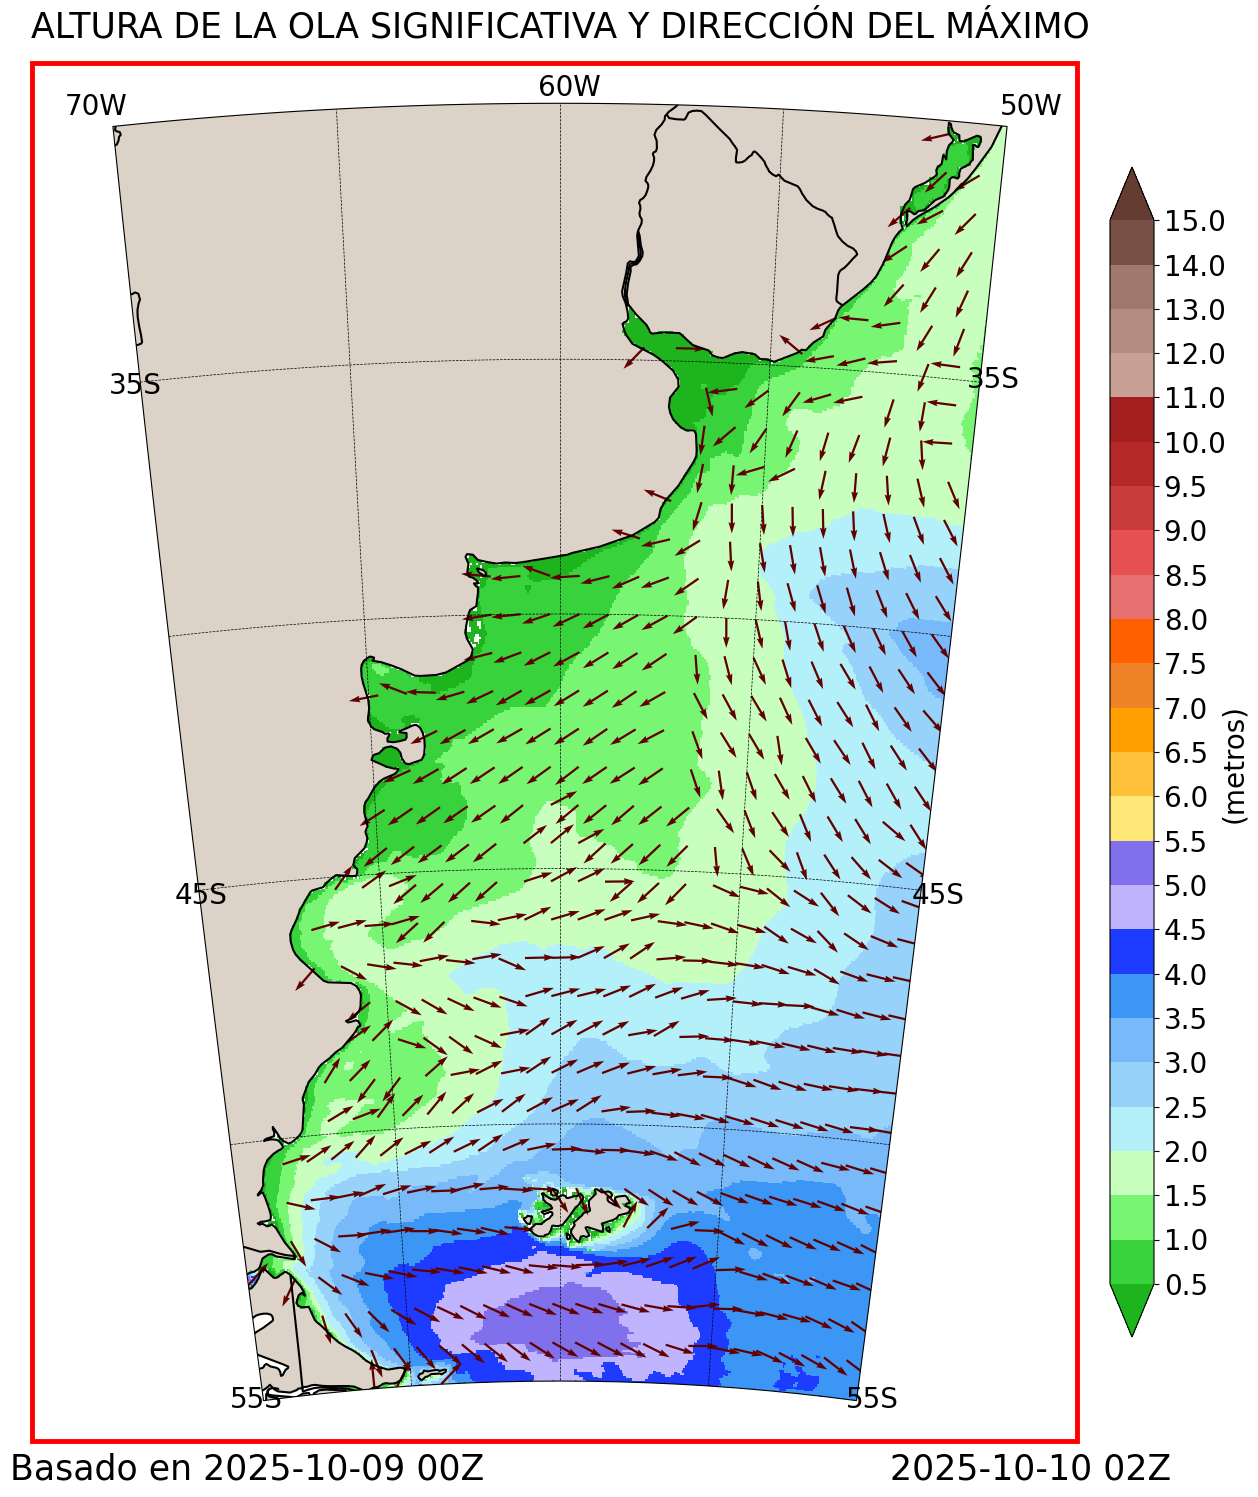 ALTURA DE LA OLA SIGNIFICATIVA Y DIRECCIÓN DEL MÁXIMO
70W
60W
50W
35S
35S
45S
45S
55S
55S
15.0
14.0
13.0
12.0
11.0
10.0
9.5
9.0
8.5
8.0
7.5
7.0
6.5
6.0
5.5
5.0
4.5
4.0
3.5
3.0
2.5
2.0
1.5
1.0
0.5
(metros)
Basado en 2025-10-09 00Z
2025-10-10 02Z